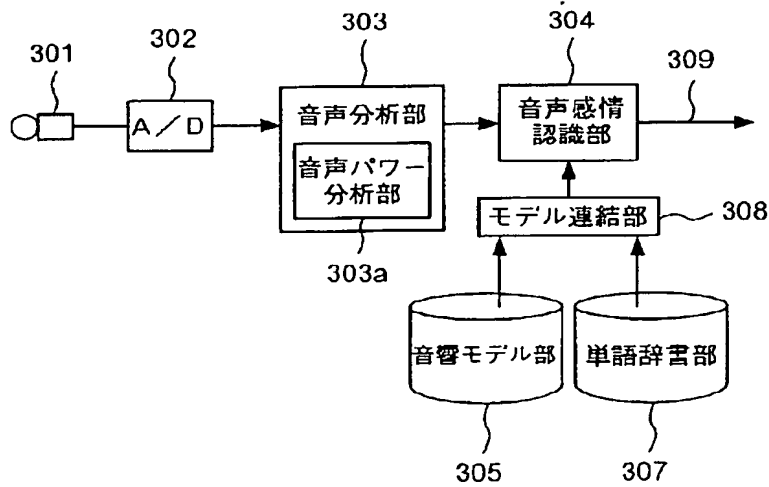 301
302
303
304
309
A/D
音声分析部
音声パワー
分析部
303a
音声感情
認識部
モデル連結部
308
音響モデル部
単語辞書部
305
307